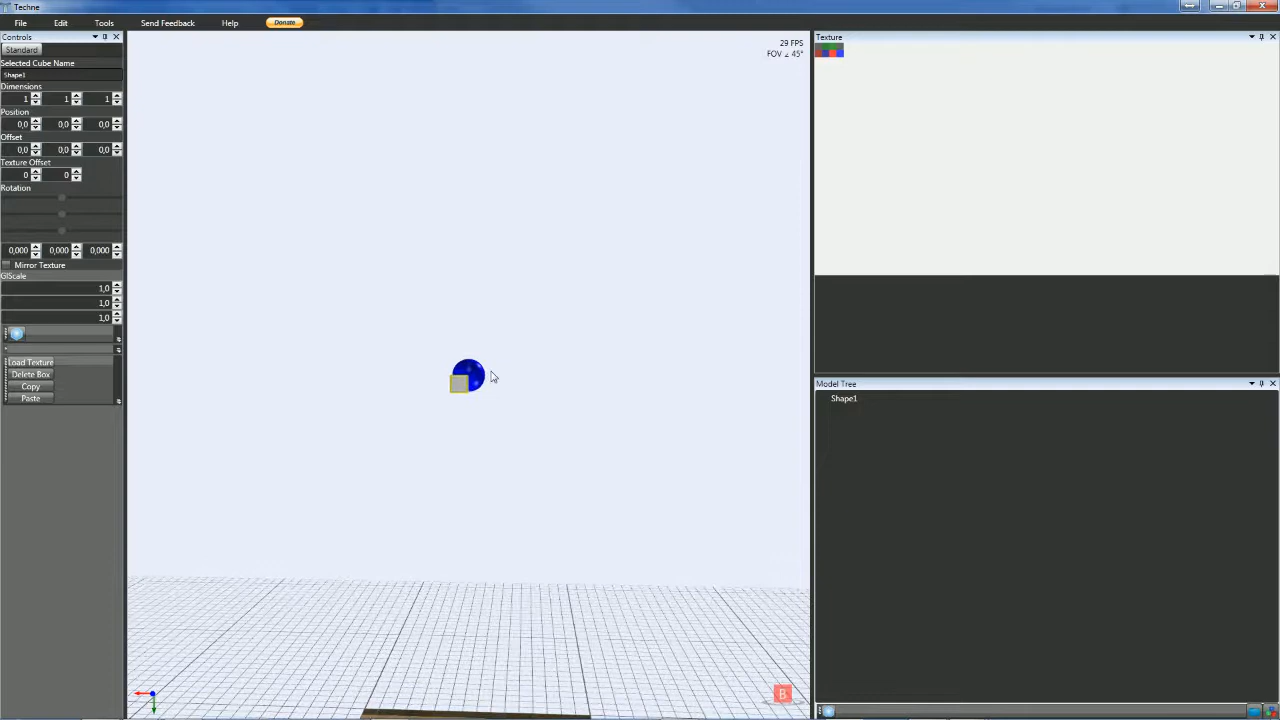 Techne
File Edit Tools Send Feedback Help Donate
Controls
Standard
Selected Cube Name
Shape1
Dimensions
1 1 1
Position
0,0 0,0 0,0
Offset
0,0 0,0 0,0
Texture Offset
0 0
Rotation
0,000 0,000 0,000
Mirror Texture
GlScale
1,0
1,0
1,0
Load Texture
Delete Box
Copy
Paste
29 FPS
FOV ∠ 45°
B
Texture
Model Tree
Shape1